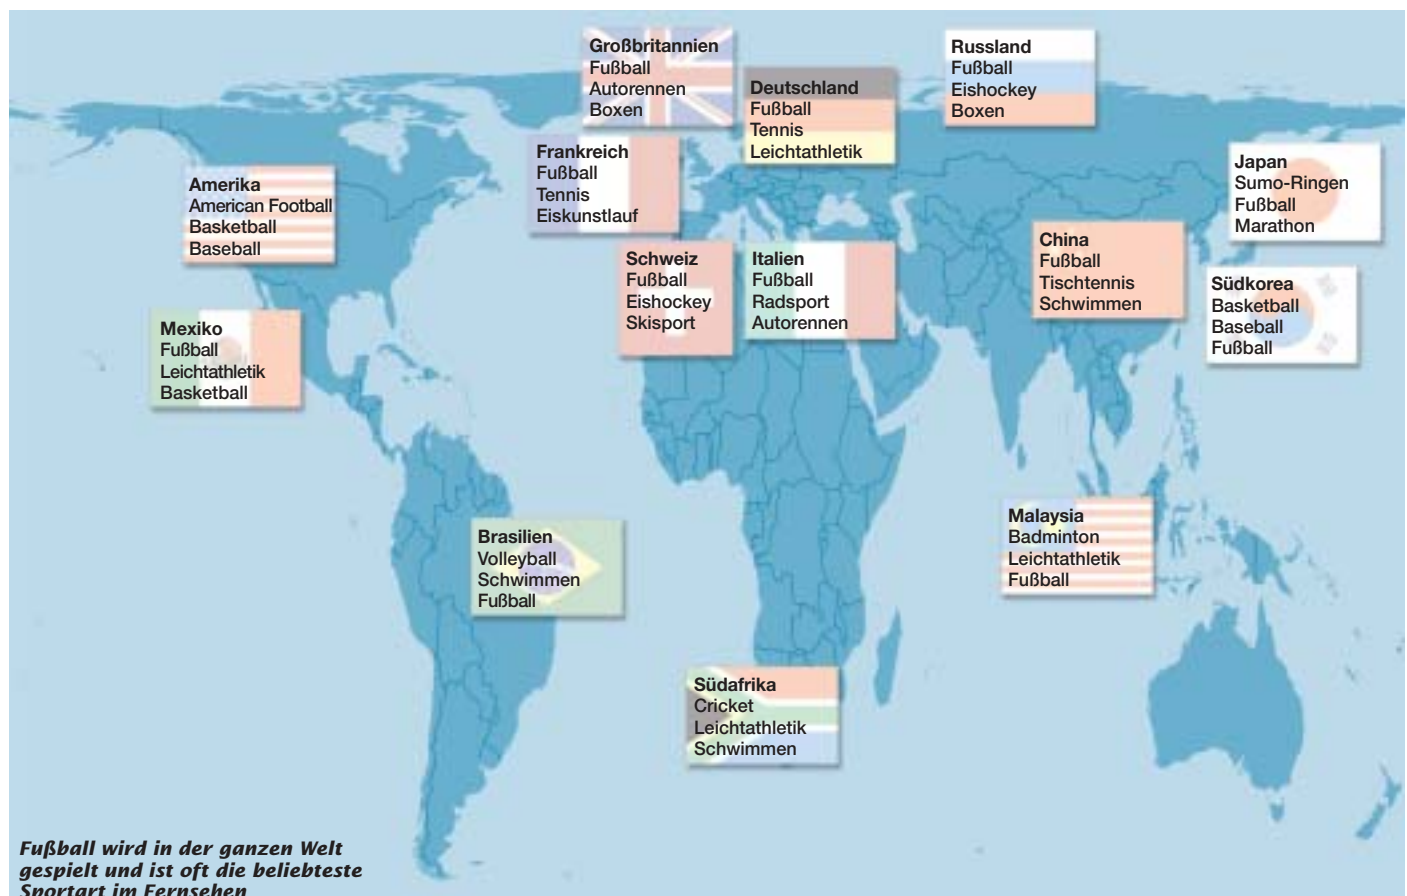 Großbritannien
Fußball
Autorennen
Boxen
Deutschland
Fußball
Tennis
Leichtathletik
Russland
Fußball
Eishockey
Boxen
Frankreich
Fußball
Tennis
Eiskunstlauf
Amerika
American Football
Basketball
Baseball
Japan
Sumo-Ringen
Fußball
Marathon
Schweiz
Fußball
Eishockey
Skisport
Italien
Fußball
Radsport
Autorennen
China
Fußball
Tischtennis
Schwimmen
Südkorea
Basketball
Baseball
Fußball
Mexiko
Fußball
Leichtathletik
Basketball
Brasilien
Volleyball
Schwimmen
Fußball
Malaysia
Badminton
Leichtathletik
Fußball
Südafrika
Cricket
Leichtathletik
Schwimmen
Fußball wird in der ganzen Welt
gespielt und ist oft die beliebteste
Sportart im Fernsehen